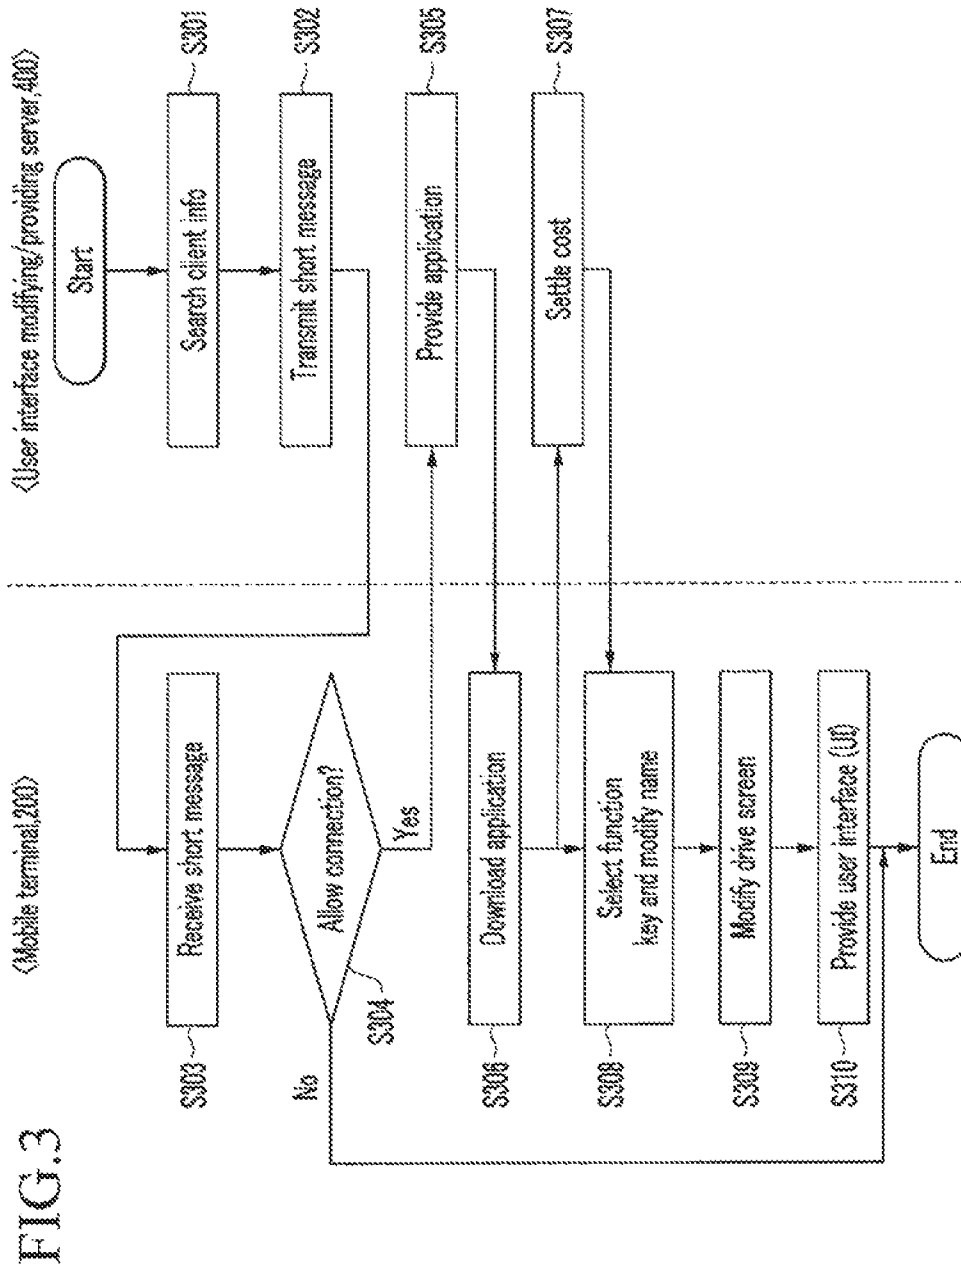 FIG.3
<Mobile terminal,200>
<User interface modifying/providing server,400>
Start
Search client info
S301
Transmit short message
S302
Receive short message
S303
Allow connection?
S304
No
Yes
Provide application
S305
Download application
S306
Settle cost
S307
Select function
key and modify name
S308
Modify drive screen
S309
Provide user interface (UI)
S310
End